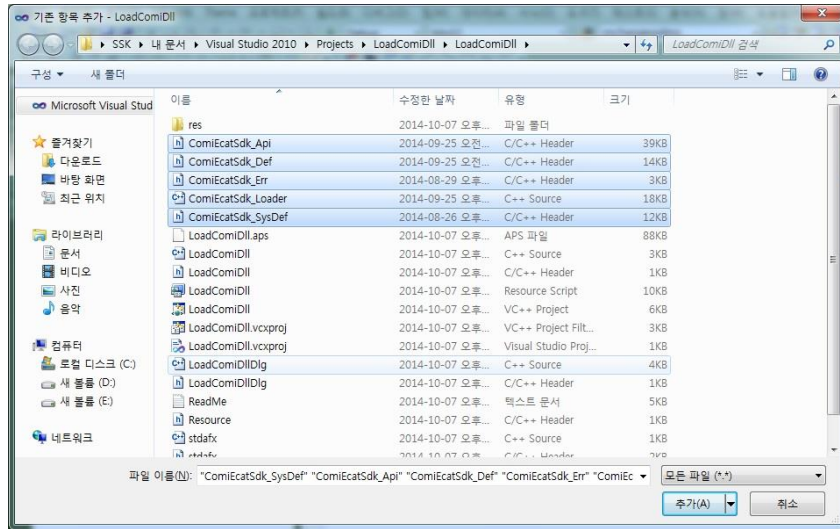 기존 항목 추가 - LoadComiDll
▸ SSK ▸ 내 문서 ▸ Visual Studio 2010 ▸ Projects ▸ LoadComiDll ▸ LoadComiDll ▸
LoadComiDll 검색
구성 ▾ 새 폴더
Microsoft Visual Stud
즐겨찾기
다운로드
바탕 화면
최근 위치
라이브러리
문서
비디오
사진
음악
컴퓨터
로컬 디스크 (C:)
새 볼륨 (D:)
새 볼륨 (E:)
네트워크
이름 수정한 날짜 유형 크기
res 2014-10-07 오후... 파일 폴더
ComiEcatSdk_Api 2014-09-25 오전... C/C++ Header 39KB
ComiEcatSdk_Def 2014-09-25 오전... C/C++ Header 14KB
ComiEcatSdk_Err 2014-08-29 오후... C/C++ Header 3KB
ComiEcatSdk_Loader 2014-09-25 오후... C++ Source 18KB
ComiEcatSdk_SysDef 2014-08-26 오후... C/C++ Header 12KB
LoadComiDll.aps 2014-10-07 오후... APS 파일 88KB
LoadComiDll 2014-10-07 오후... C++ Source 3KB
LoadComiDll 2014-10-07 오후... C/C++ Header 1KB
LoadComiDll 2014-10-07 오후... Resource Script 10KB
LoadComiDll 2014-10-07 오후... VC++ Project 6KB
LoadComiDll.vcxproj 2014-10-07 오후... VC++ Project Filt... 3KB
LoadComiDll.vcxproj 2014-10-07 오후... Visual Studio Proj... 1KB
LoadComiDllDlg 2014-10-07 오후... C++ Source 4KB
LoadComiDllDlg 2014-10-07 오후... C/C++ Header 1KB
ReadMe 2014-10-07 오후... 텍스트 문서 5KB
Resource 2014-10-07 오후... C/C++ Header 1KB
stdafx 2014-10-07 오후... C++ Source 1KB
stdafx 2014-10-07 오후... C/C++ Header 2KB
파일 이름(N): "ComiEcatSdk_SysDef" "ComiEcatSdk_Api" "ComiEcatSdk_Def" "ComiEcatSdk_Err" "ComiEc
모든 파일 (*.*)
추가(A) 취소